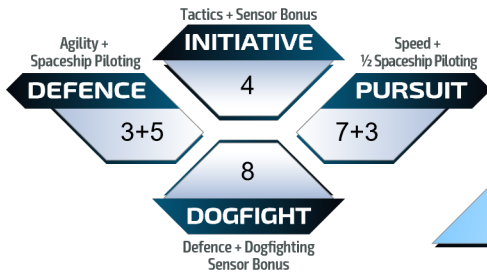 Tactics + Sensor Bonus
INITIATIVE
4
Agility +
Spaceship Piloting
DEFENCE
3+5
Speed +
½ Spaceship Piloting
PURSUIT
7+3
8
DOGFIGHT
Defence + Dogfighting
Sensor Bonus